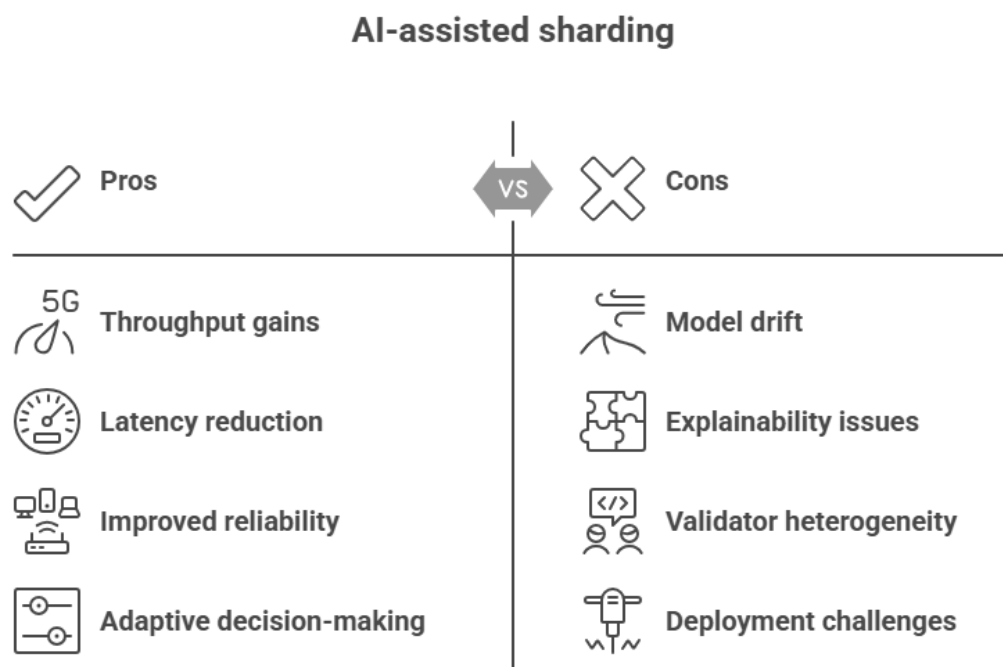 AI-assisted sharding
Pros
VS
Cons
5G
Throughput gains
Model drift
Latency reduction
Explainability issues
Improved reliability
</>
Validator heterogeneity
Adaptive decision-making
Deployment challenges